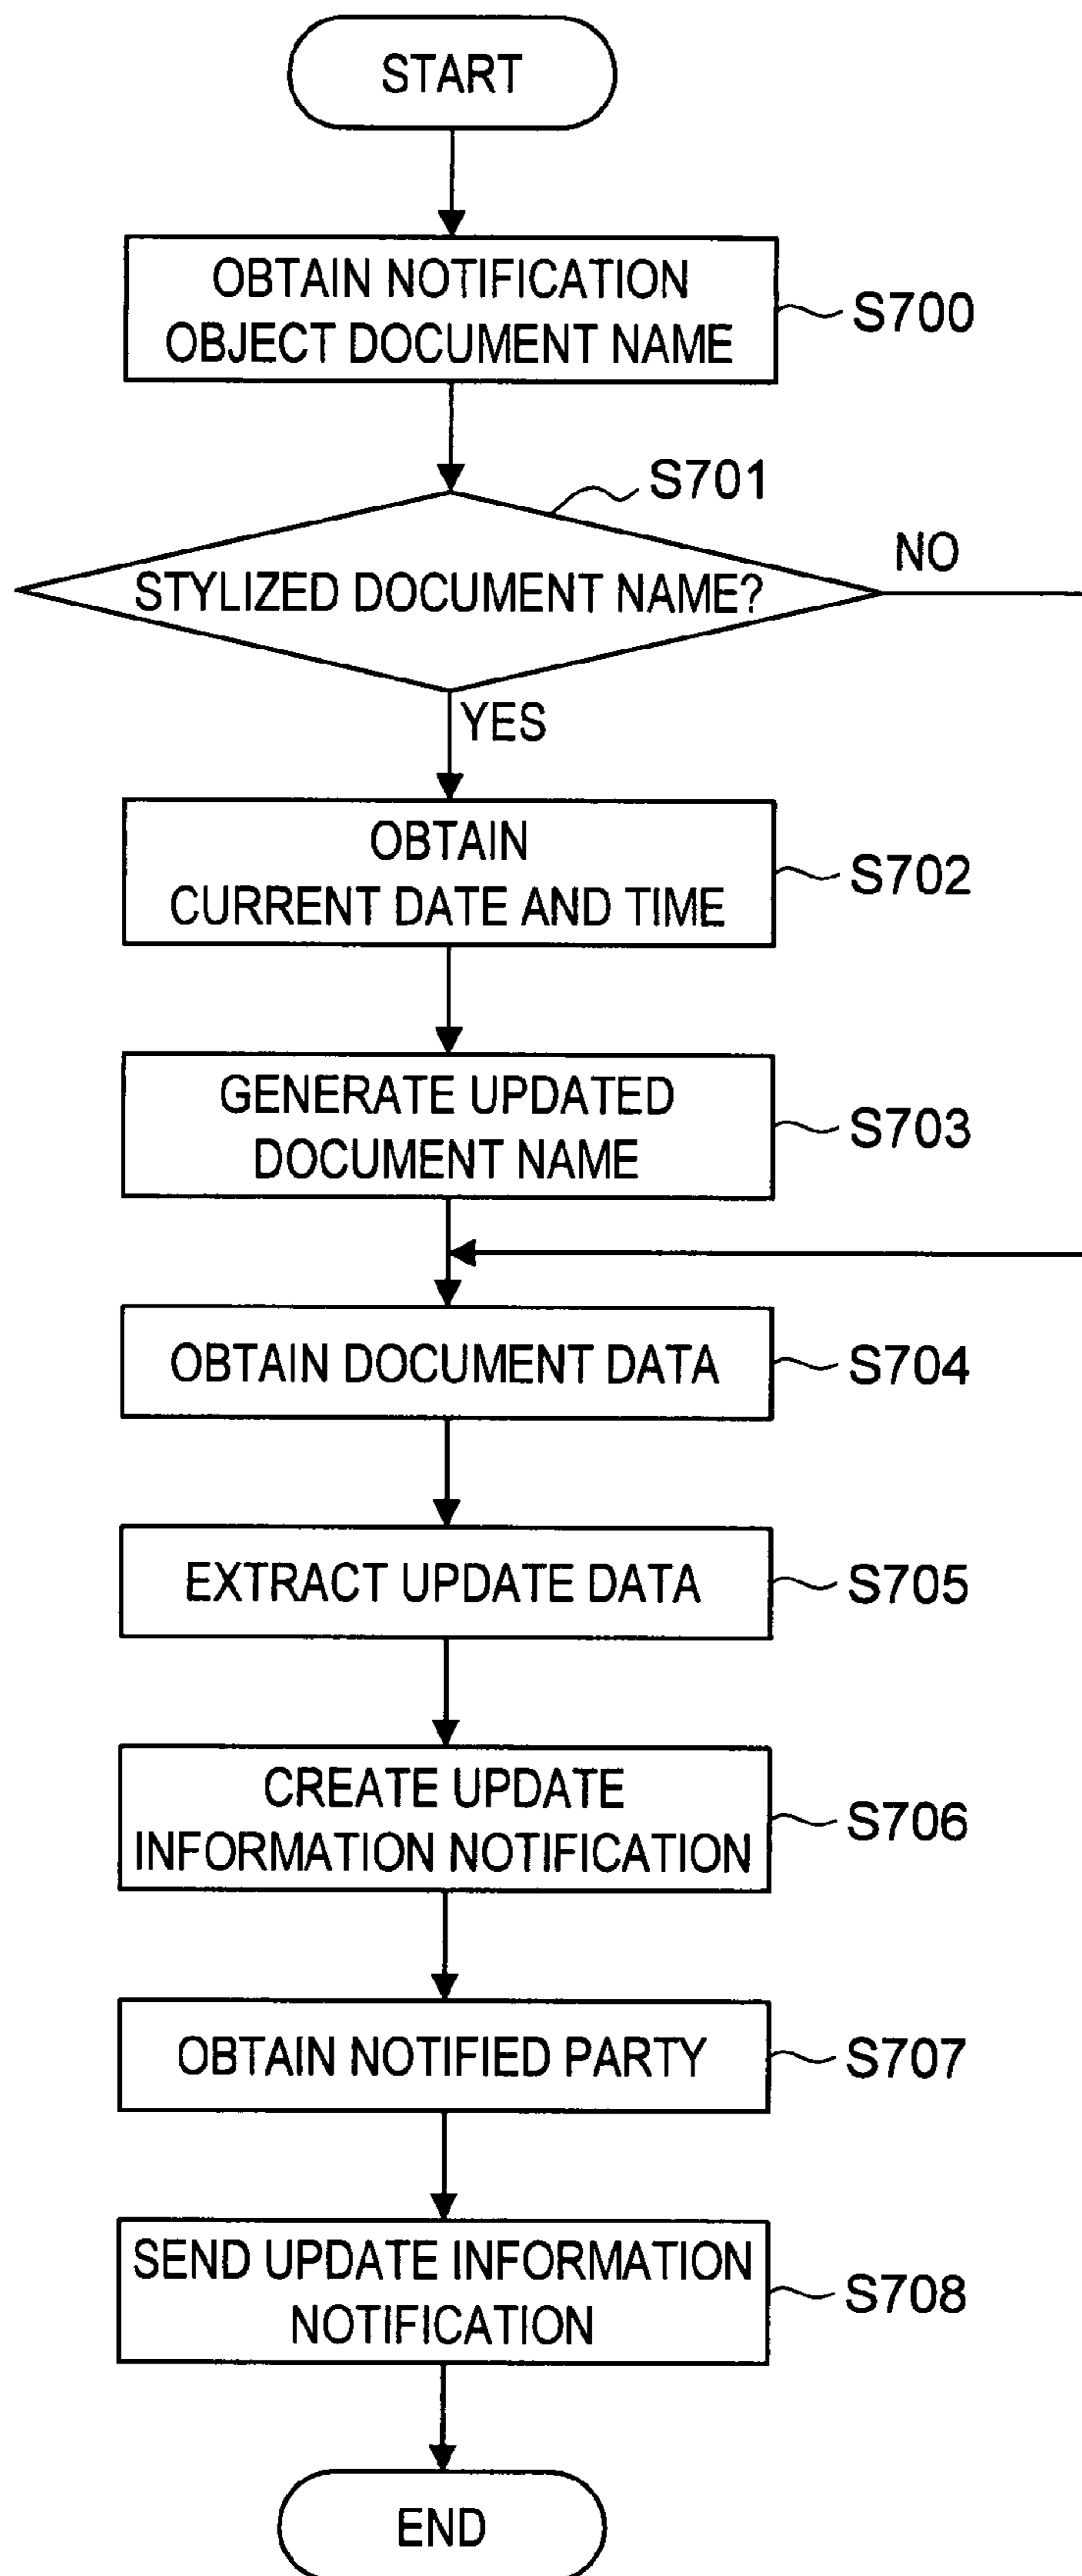 START
OBTAIN NOTIFICATION
OBJECT DOCUMENT NAME
S700
S701
STYLIZED DOCUMENT NAME?
NO
YES
OBTAIN
CURRENT DATE AND TIME
S702
GENERATE UPDATED
DOCUMENT NAME
S703
OBTAIN DOCUMENT DATA
S704
EXTRACT UPDATE DATA
S705
CREATE UPDATE
INFORMATION NOTIFICATION
S706
OBTAIN NOTIFIED PARTY
S707
SEND UPDATE INFORMATION
NOTIFICATION
S708
END